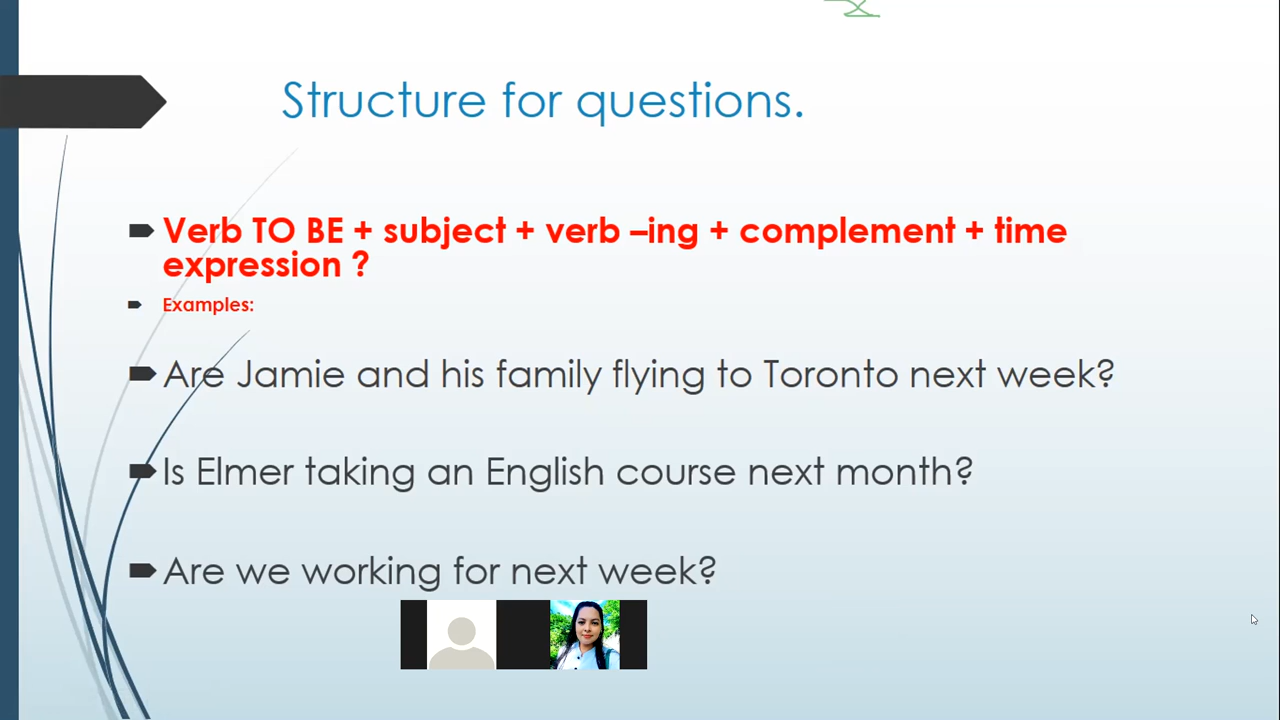 Structure for questions.
Verb TO BE + subject + verb –ing + complement + time
expression ?
Examples:
Are Jamie and his family flying to Toronto next week?
Is Elmer taking an English course next month?
Are we working for next week?